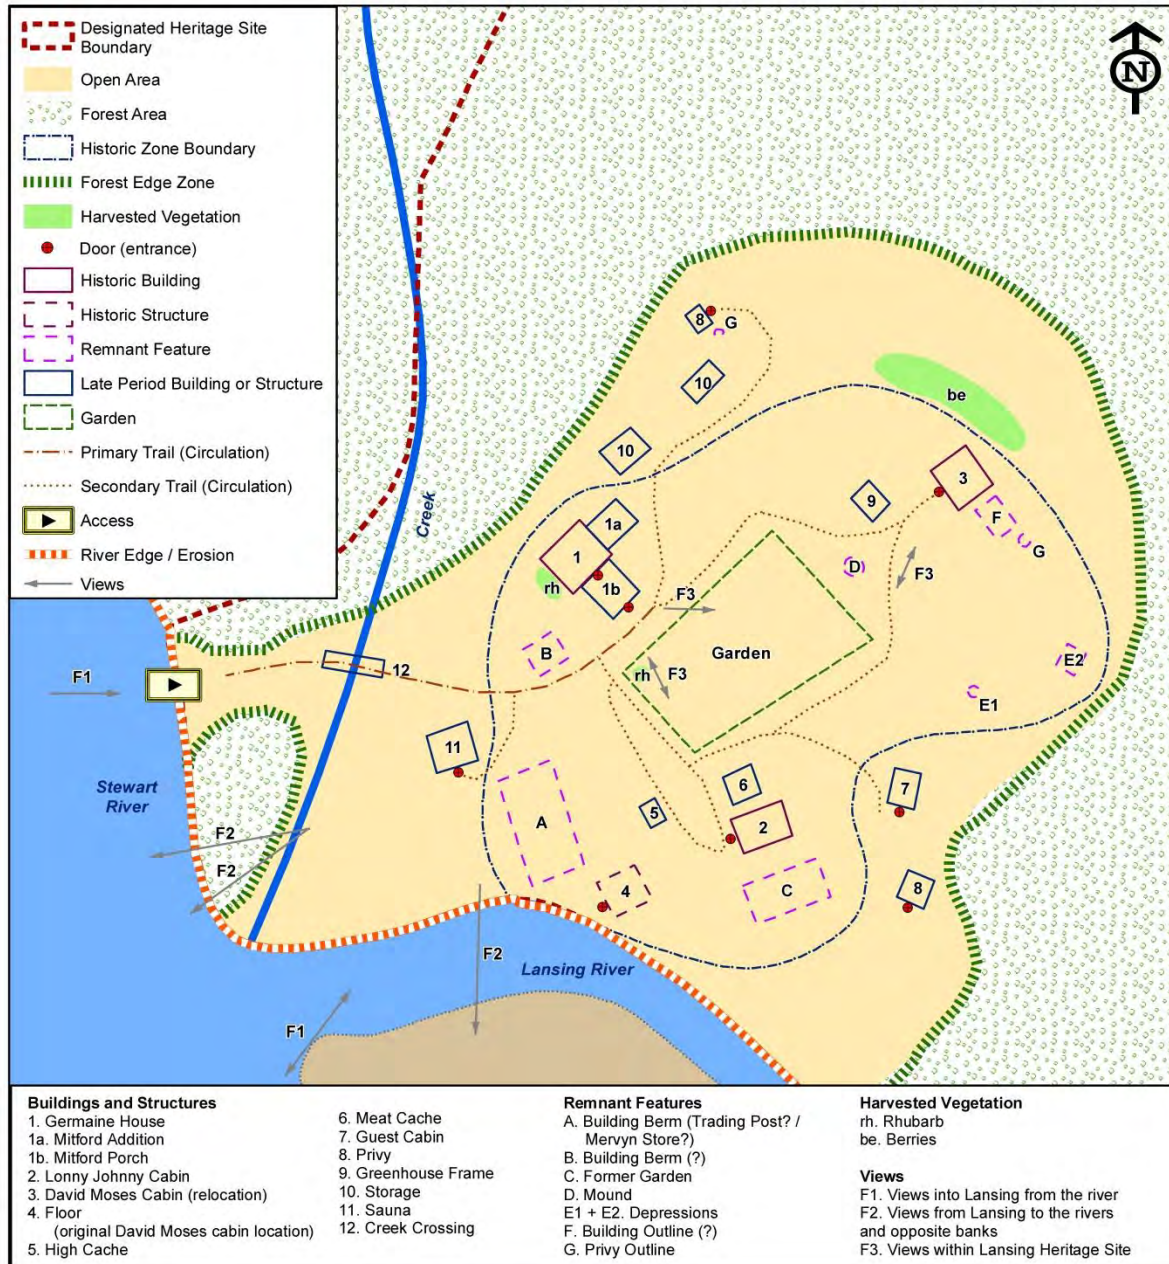 Designated Heritage Site
Boundary
Open Area
Forest Area
Historic Zone Boundary
Forest Edge Zone
Harvested Vegetation
Door (entrance)
Historic Building
Historic Structure
Remnant Feature
Late Period Building or Structure
Garden
Primary Trail (Circulation)
Secondary Trail (Circulation)
Access
River Edge / Erosion
Views
N
8
G
10
be
10
3
9
F
1a
G
Creek
1
D
F3
rh
1b
F3
B
Garden
E2
12
rh
F3
F1
E1
11
Stewart
River
6
7
5
A
2
F2
F2
4
C
8
F2
Lansing River
F1
Buildings and Structures
1. Germaine House
1a. Mitford Addition
1b. Mitford Porch
2. Lonny Johnny Cabin
3. David Moses Cabin (relocation)
4. Floor
(original David Moses cabin location)
5. High Cache
6. Meat Cache
7. Guest Cabin
8. Privy
9. Greenhouse Frame
10. Storage
11. Sauna
12. Creek Crossing
Remnant Features
A. Building Berm (Trading Post? /
Mervyn Store?)
B. Building Berm (?)
C. Former Garden
D. Mound
E1 + E2. Depressions
F. Building Outline (?)
G. Privy Outline
Harvested Vegetation
rh. Rhubarb
be. Berries
Views
F1. Views into Lansing from the river
F2. Views from Lansing to the rivers
and opposite banks
F3. Views within Lansing Heritage Site